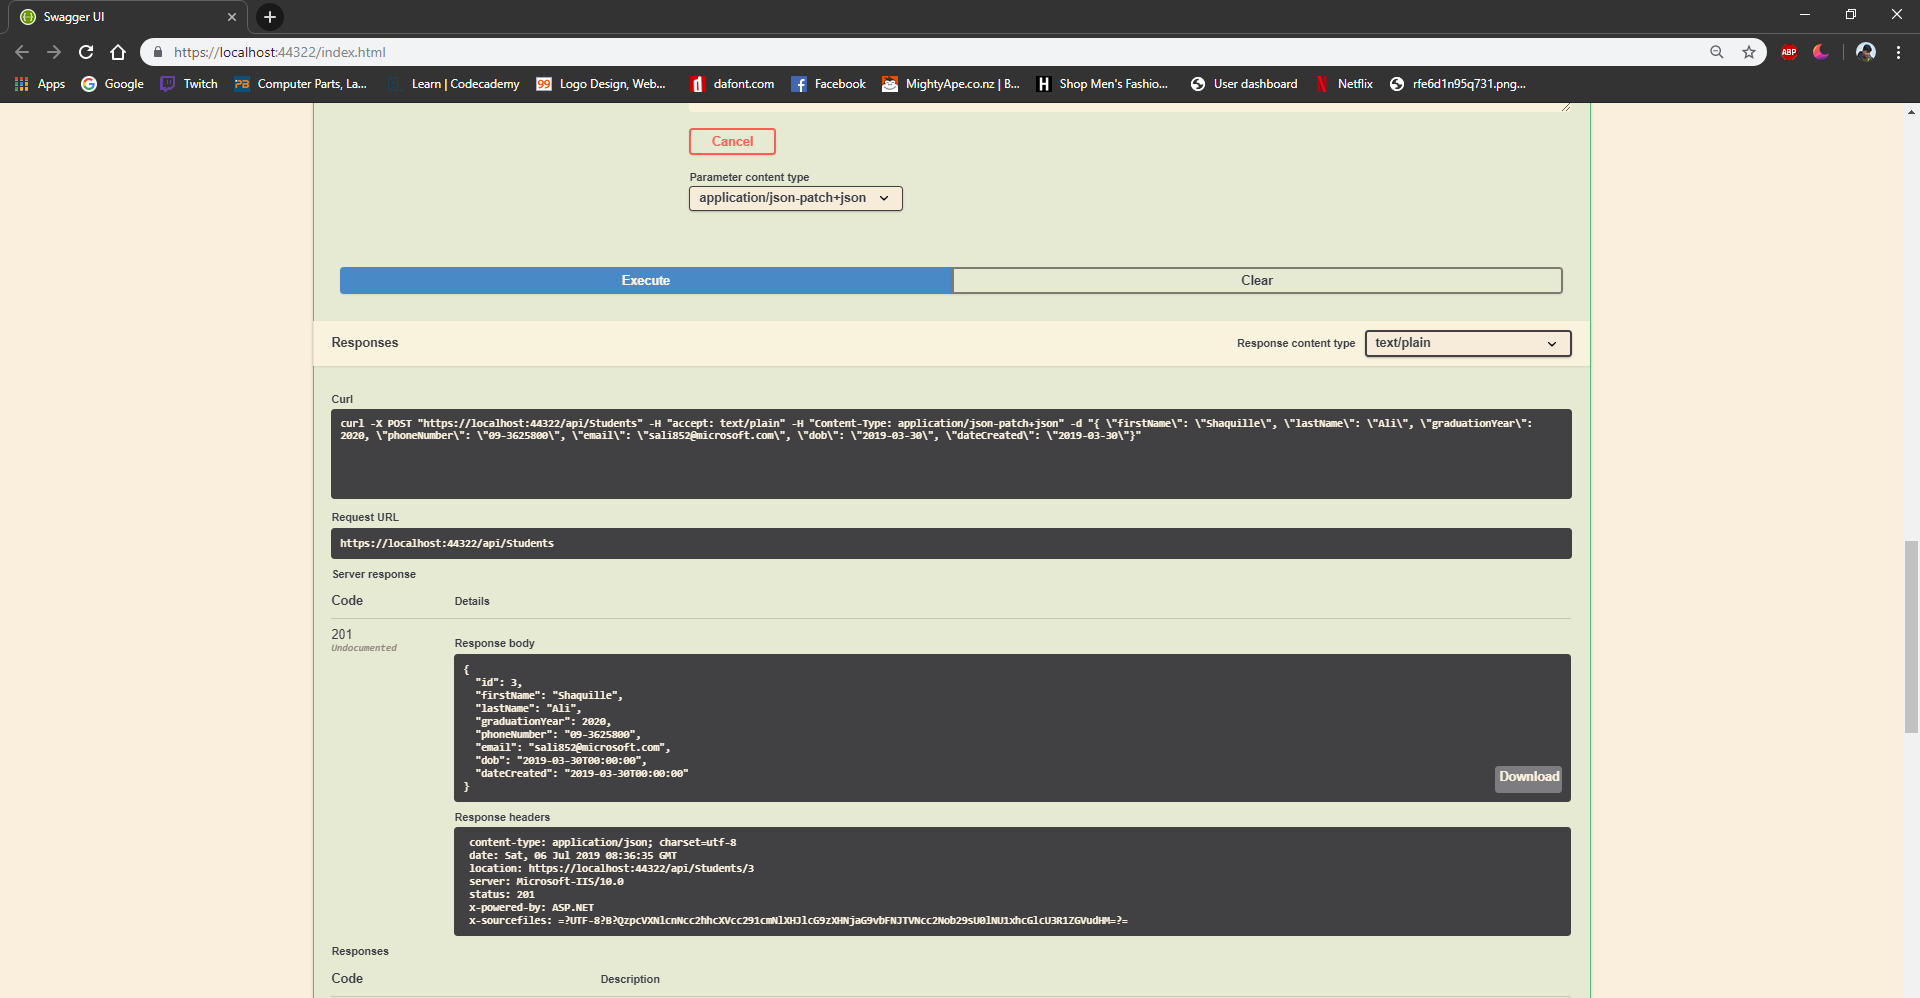 Swagger UI
https://localhost:44322/index.html
ABP
Apps Google Twitch PB Computer Parts, La... Learn | Codecademy 99 Logo Design, Web... d dafont.com Facebook MightyApe.co.nz | B... H Shop Men's Fashio... User dashboard Netflix rfe6d1n95q731.png...
Cancel
Parameter content type
application/json-patch+json
Execute Clear
Responses Response content type text/plain
Curl
curl -X POST "https://localhost:44322/api/Students" -H "accept: text/plain" -H "Content-Type: application/json-patch+json" -d "{ \"firstName\": \"Shaquille\", \"lastName\": \"Ali\", \"graduationYear\":
2020, \"phoneNumber\": \"09-3625800\", \"email\": \"sali852@microsoft.com\", \"dob\": \"2019-03-30\", \"dateCreated\": \"2019-03-30\"}"
Request URL
https://localhost:44322/api/Students
Server response
Code Details
201
Undocumented
Response body
{
"id": 3,
"firstName": "Shaquille",
"lastName": "Ali",
"graduationYear": 2020,
"phoneNumber": "09-3625800",
"email": "sali852@microsoft.com",
"dob": "2019-03-30T00:00:00",
"dateCreated": "2019-03-30T00:00:00"
}
Download
Response headers
content-type: application/json; charset=utf-8
date: Sat, 06 Jul 2019 08:36:35 GMT
location: https://localhost:44322/api/Students/3
server: Microsoft-IIS/10.0
status: 201
x-powered-by: ASP.NET
x-sourcefiles: =?UTF-8?B?QzpcVXNlcnNcc2hhcXVcc291cmNlXHJlcG9zXHNjaG9vbFNJTVNcc2Nob29sU0lNU1xhcGlcU3R1ZGVudHM=?=
Responses
Code Description